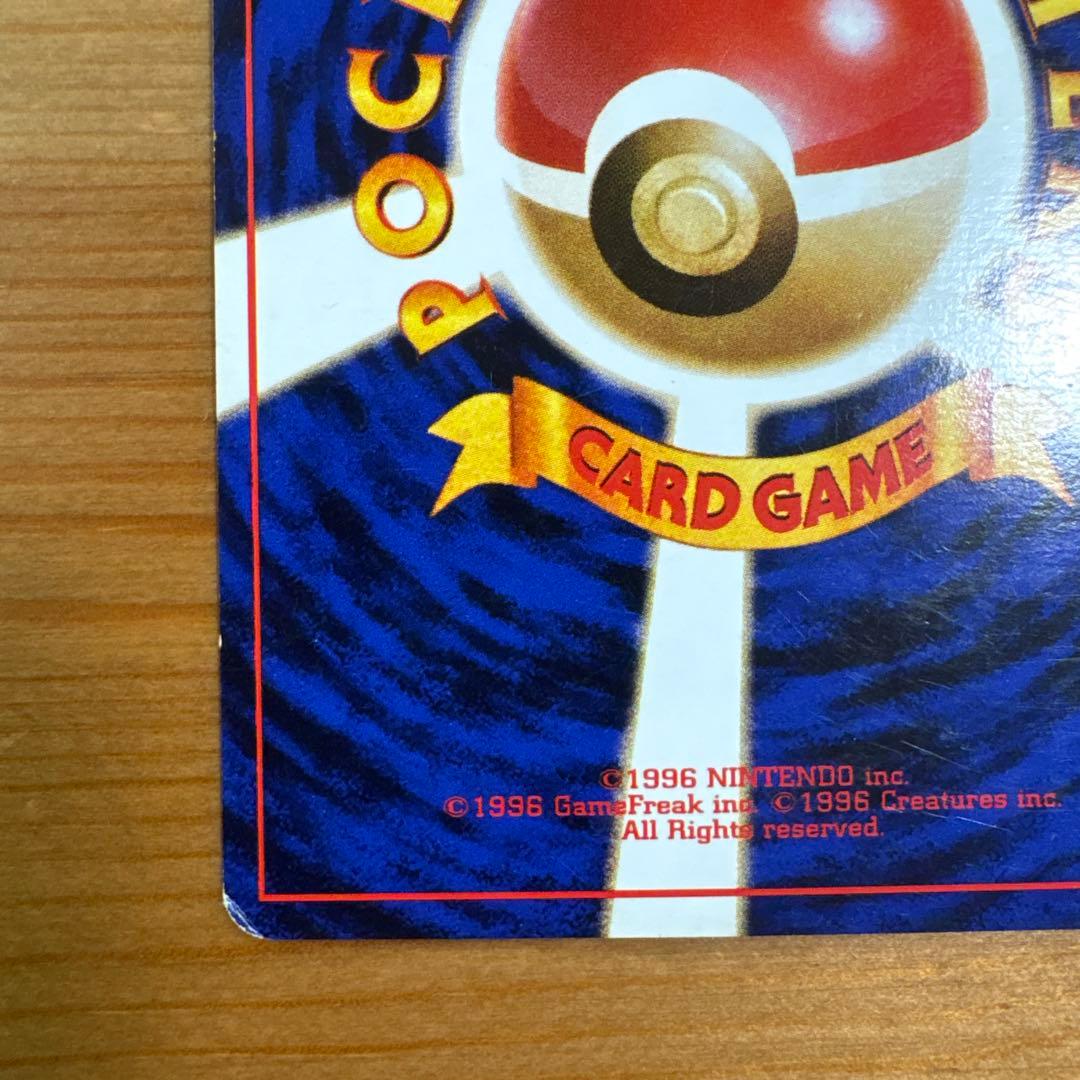 POC
CARD GAME
©1996 NINTENDO inc.
©1996 GameFreak inc. ©1996 Creatures inc.
All Rights reserved.